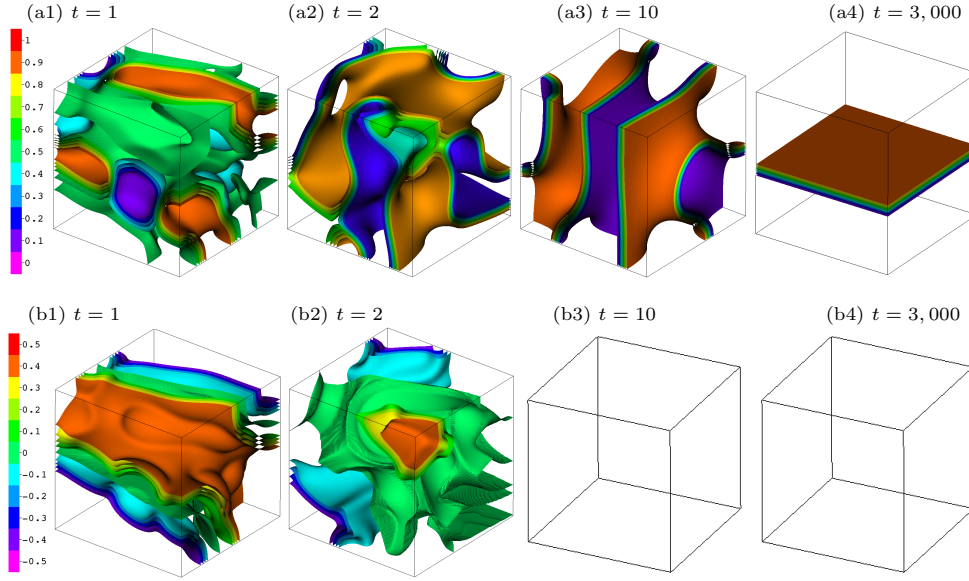 (a1) t = 1
(a2) t = 2
(a3) t = 10
(a4) t = 3, 000
1
0.9
0.8
0.7
0.6
0.5
0.4
0.3
0.2
0.1
0
(b1) t = 1
(b2) t = 2
(b3) t = 10
(b4) t = 3, 000
0.5
0.4
0.3
0.2
0.1
0
-0.1
-0.2
-0.3
-0.4
-0.5